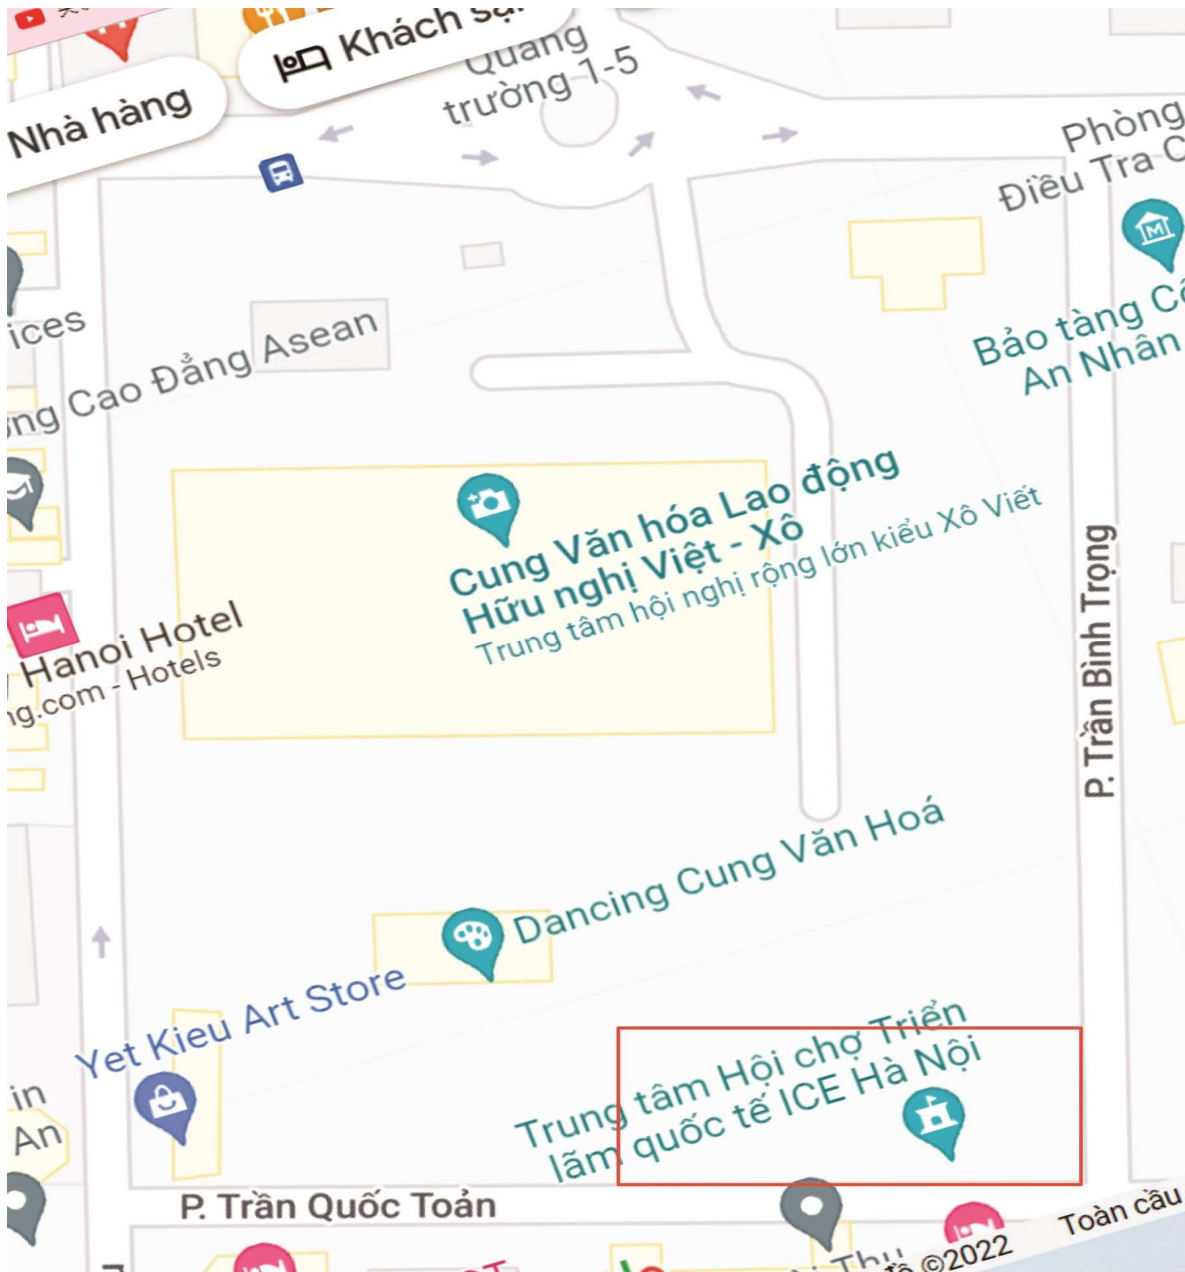 Khách sạ
Nhà hàng
Quảng
trường 1-5
Phòng
Điều Tra C
Bảo tàng Cô
An Nhân
ices
ng Cao Đẳng Asean
Cung Văn hóa Lao động
Hữu nghị Việt - Xô
Trung tâm hội nghị rộng lớn kiểu Xô Viết
P. Trần Bình Trọng
Hanoi Hotel
ng.com - Hotels
Dancing Cung Văn Hoá
Yet Kieu Art Store
in
An
Trung tâm Hội chợ Triển
lãm quốc tế ICE Hà Nội
P. Trần Quốc Toản
©2022
Toàn cầu